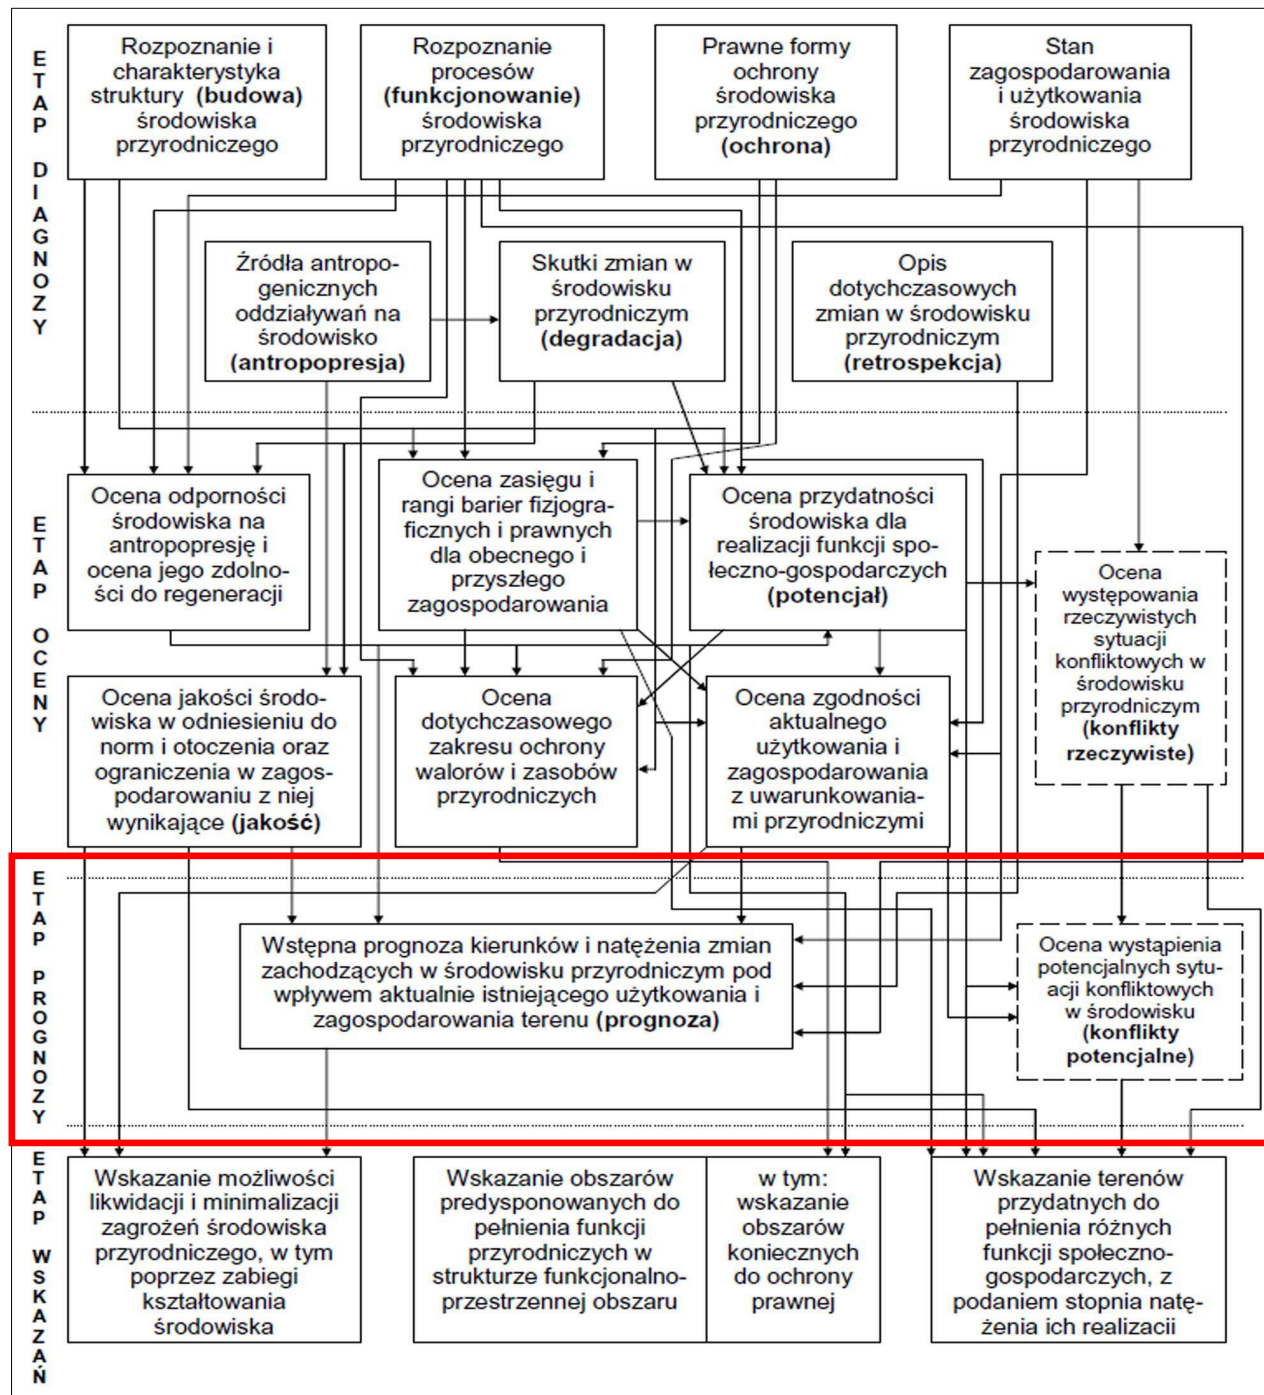 ETAP DIAGNOZY
Rozpoznanie i
charakterystyka
struktury (budowa)
środowiska
przyrodniczego
Rozpoznanie
procesów
(funkcjonowanie)
środowiska
przyrodniczego
Prawne formy
ochrony
środowiska
przyrodniczego
(ochrona)
Stan
zagospodarowania
i użytkowania
środowiska
przyrodniczego
Źródła antropo-
genicznych
oddziaływań na
środowisko
(antropopresja)
Skutki zmian w
środowisku
przyrodniczym
(degradacja)
Opis
dotychczasowych
zmian w środowisku
przyrodniczym
(retrospekcja)
ETAP OCENY
Ocena odporności
środowiska na
antropopresję i
ocena jego zdolno-
ści do regeneracji
Ocena zasięgu i
rangi barier fizjogra-
ficznych i prawnych
dla obecnego i
przyszłego
zagospodarowania
Ocena przydatności
środowiska dla
realizacji funkcji spo-
łeczno-gospodarczych
(potencjał)
Ocena
występowania
rzeczywistych
sytuacji
konfliktowych w
środowisku
przyrodniczym
(konflikty
rzeczywiste)
Ocena jakości środo-
wiska w odniesieniu do
norm i otoczenia oraz
ograniczenia w zagos-
podarowaniu z niej
wynikające (jakość)
Ocena
dotychczasowego
zakresu ochrony
walorów i zasobów
przyrodniczych
Ocena zgodności
aktualnego
użytkowania i
zagospodarowania
z uwarunkowania-
mi przyrodniczymi
ETAP PROGNOZY
Wstępna prognoza kierunków i natężenia zmian
zachodzących w środowisku przyrodniczym pod
wpływem aktualnie istniejącego użytkowania i
zagospodarowania terenu (prognoza)
Ocena wystąpienia
potencjalnych sytu-
acji konfliktowych
w środowisku
(konflikty
potencjalne)
ETAP WSKAZAŃ
Wskazanie możliwości
likwidacji i minimalizacji
zagrożeń środowiska
przyrodniczego, w tym
poprzez zabiegi
kształtowania
środowiska
Wskazanie obszarów
predysponowanych do
pełnienia funkcji
przyrodniczych w
strukturze funkcjonalno-
przestrzennej obszaru
w tym:
wskazanie
obszarów
koniecznych
do ochrony
prawnej
Wskazanie terenów
przydatnych do
pełnienia różnych
funkcji społeczno-
gospodarczych, z
podaniem stopnia natę-
żenia ich realizacji